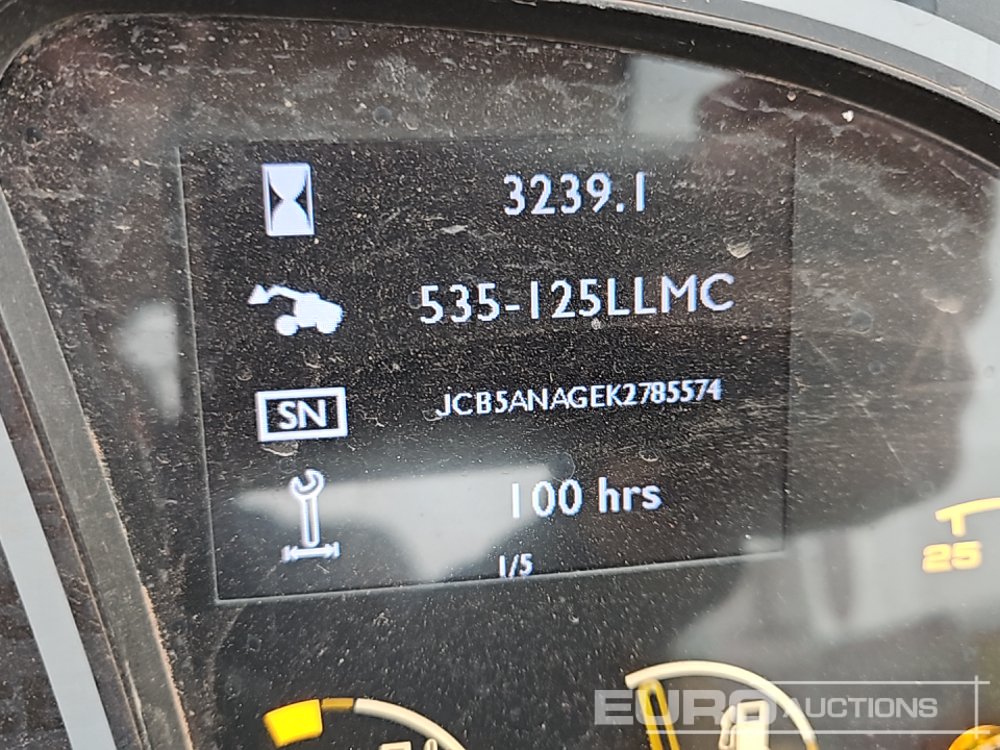 3239.1
535-125LLMC
SN JCB5ANAGEK2785574
100 hrs
1/5
25
EURO AUCTIONS